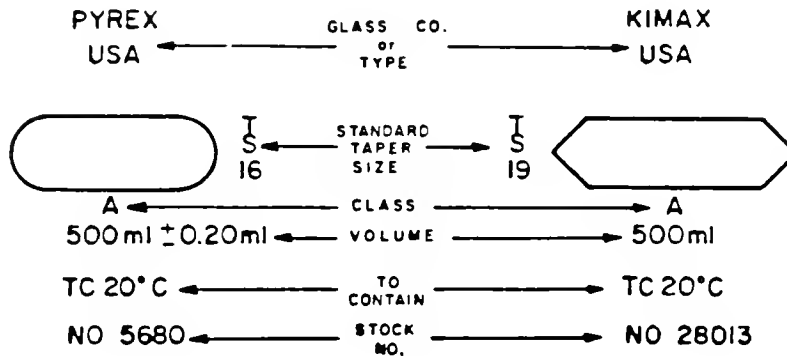 PYREX GLASS CO. KIMAX
USA or USA
TYPE
T STANDARD T
S TAPER S
16 SIZE 19
A CLASS A
500ml ±0.20ml VOLUME 500ml
TC 20°C TO CONTAIN TC 20°C
NO 5680 STOCK NO. NO 28013